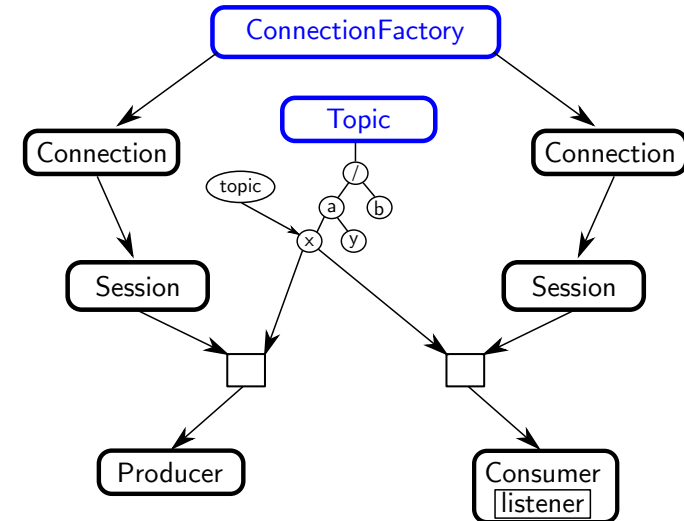 ConnectionFactory
Topic
Connection
Connection
/
topic
a
b
x
y
Session
Session
Producer
Consumer
listener